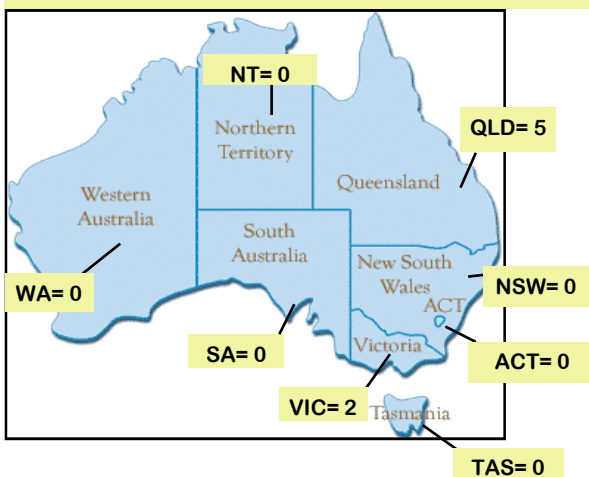 NT= 0
Northern
Territory
QLD= 5
Queensland
Western
Australia
South
Australia
New South
Wales
ACT
WA= 0
NSW= 0
SA= 0
Victoria
ACT= 0
VIC= 2
Tasmania
TAS= 0